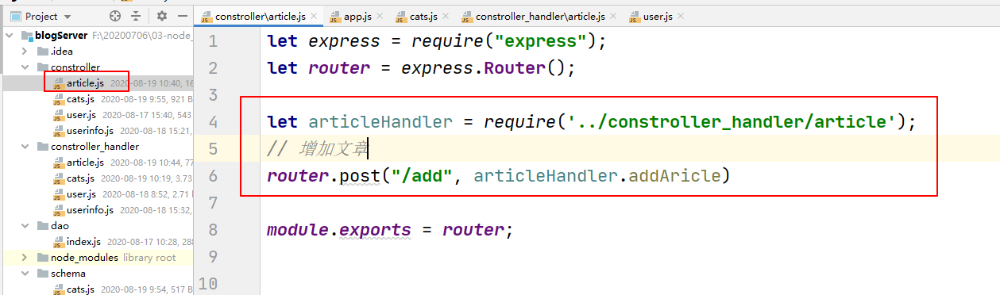 Project
constroller\article.js
app.js
cats.js
constroller_handler\article.js
user.js
blogServer F:\20200706\03-node_
.idea
constroller
article.js 2020-08-19 10:40, 16
cats.js 2020-08-19 9:55, 921 B
user.js 2020-08-17 15:40, 543
userinfo.js 2020-08-18 15:21,
constroller_handler
article.js 2020-08-19 10:44, 77
cats.js 2020-08-19 10:19, 3.73
user.js 2020-08-18 8:52, 2.71
userinfo.js 2020-08-18 15:32,
dao
index.js 2020-08-17 10:28, 288
node_modules library root
schema
cats.js 2020-08-19 9:54, 517 B
1 let express = require("express");
2 let router = express.Router();
3
4 let articleHandler = require('../constroller_handler/article');
5 // 增加文章
6 router.post("/add", articleHandler.addAricle)
7
8 module.exports = router;
9
10